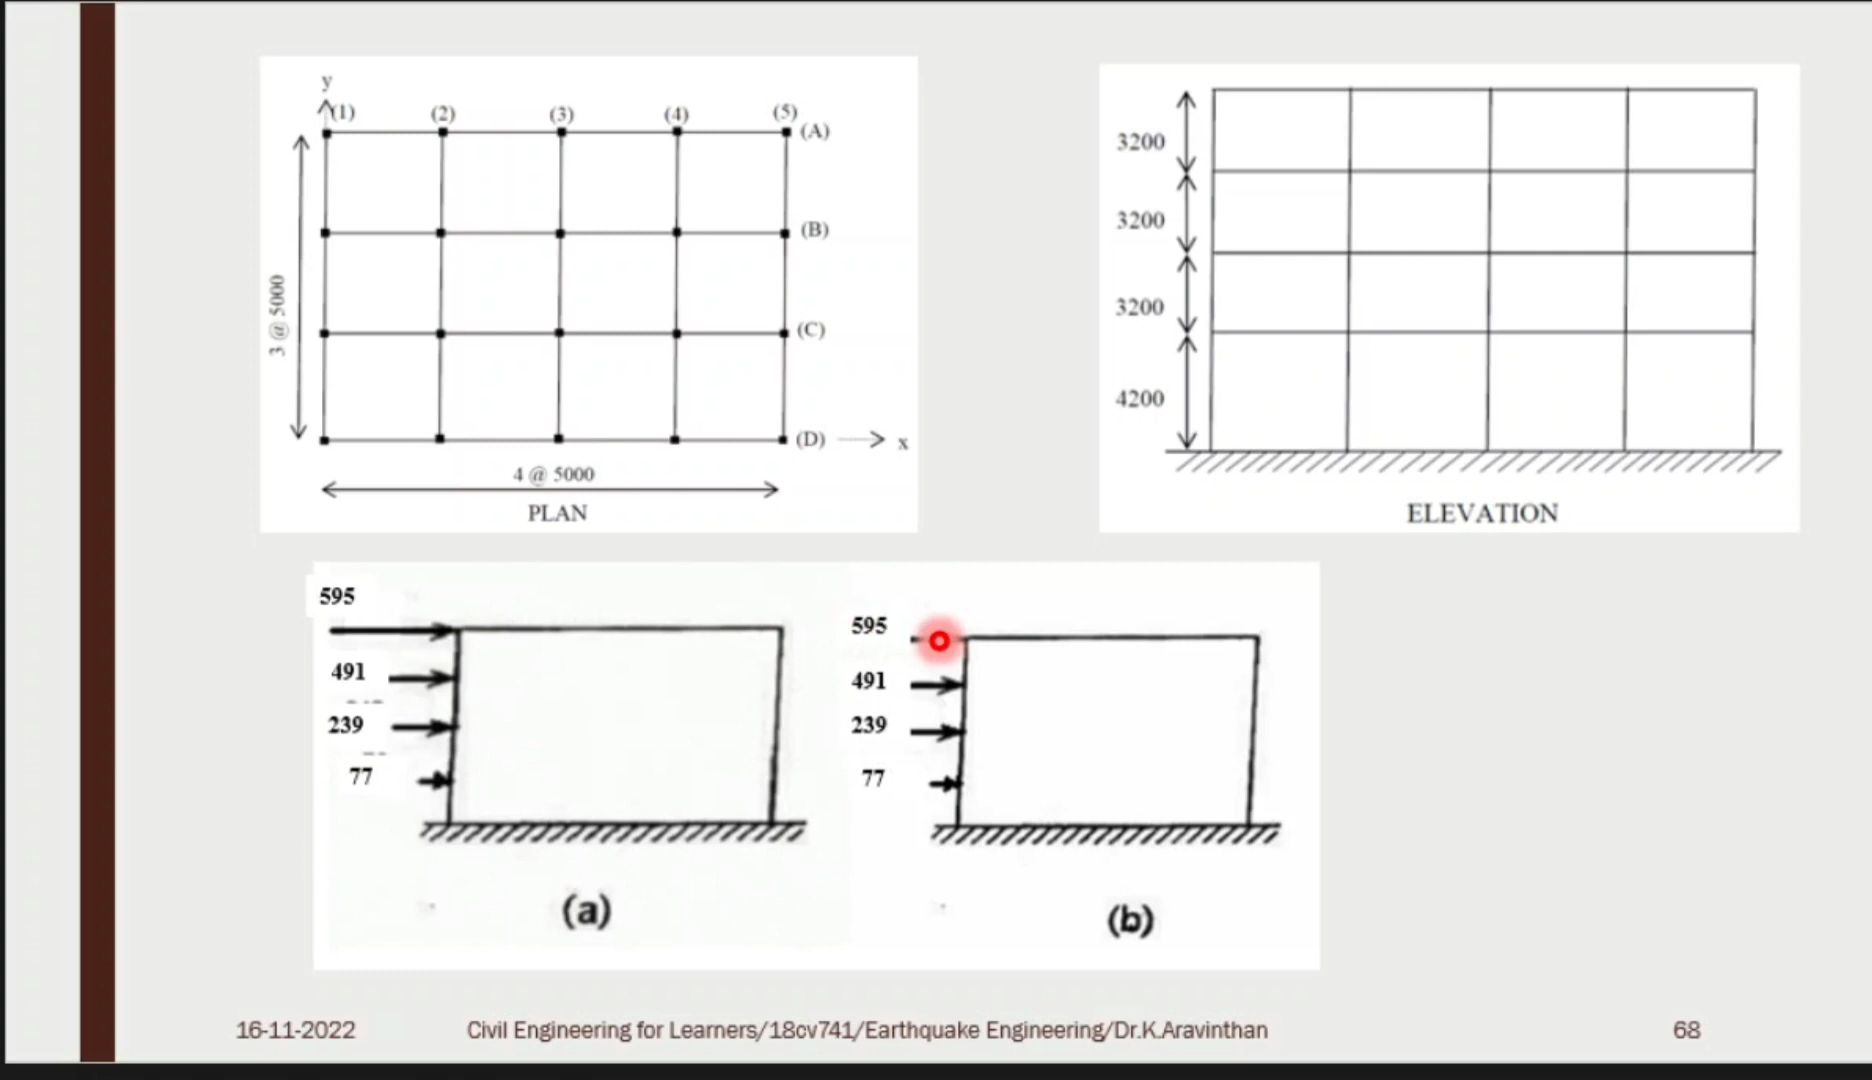 y
(1) (2) (3) (4) (5)
(A)
(B)
(C)
(D) x
3 @ 5000
4 @ 5000
PLAN
3200
3200
3200
4200
ELEVATION
595
491
239
77
(a)
595
491
239
77
(b)
16-11-2022 Civil Engineering for Learners/18cv741/Earthquake Engineering/Dr.K.Aravinthan 68